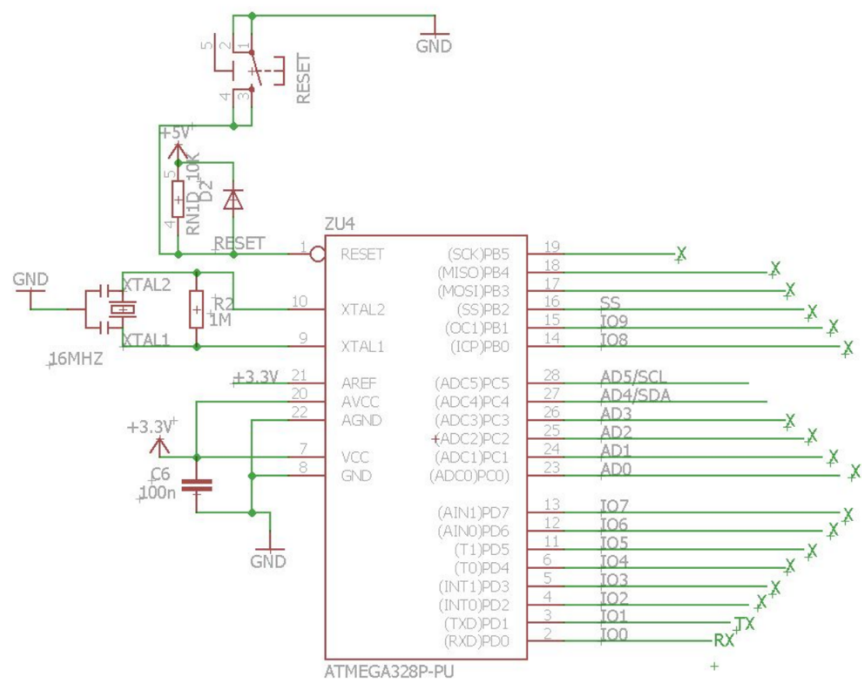 5
2
1
GND
RESET
4
3
+5V
10K
5
RN1D
4
D2
ZU4
RESET
1
RESET
(SCK)PB5
19
X
(MISO)PB4
18
X
GND
XTAL2
(MOSI)PB3
17
X
R2
10
XTAL2
(SS)PB2
16
SS
X
1M
(OC1)PB1
15
IO9
X
XTAL1
9
XTAL1
(ICP)PB0
14
IO8
X
16MHZ
+3.3V
21
AREF
(ADC5)PC5
28
AD5/SCL
20
AVCC
(ADC4)PC4
27
AD4/SDA
22
AGND
(ADC3)PC3
26
AD3
X
+3.3V
(ADC2)PC2
25
AD2
X
7
VCC
(ADC1)PC1
24
AD1
X
C6
8
GND
(ADC0)PC0)
23
AD0
X
100n
(AIN1)PD7
13
IO7
X
(AIN0)PD6
12
IO6
X
GND
(T1)PD5
11
IO5
X
(T0)PD4
6
IO4
X
(INT1)PD3
5
IO3
X
(INT0)PD2
4
IO2
X
(TXD)PD1
3
IO1
TX
(RXD)PD0
2
IO0
RX
ATMEGA328P-PU